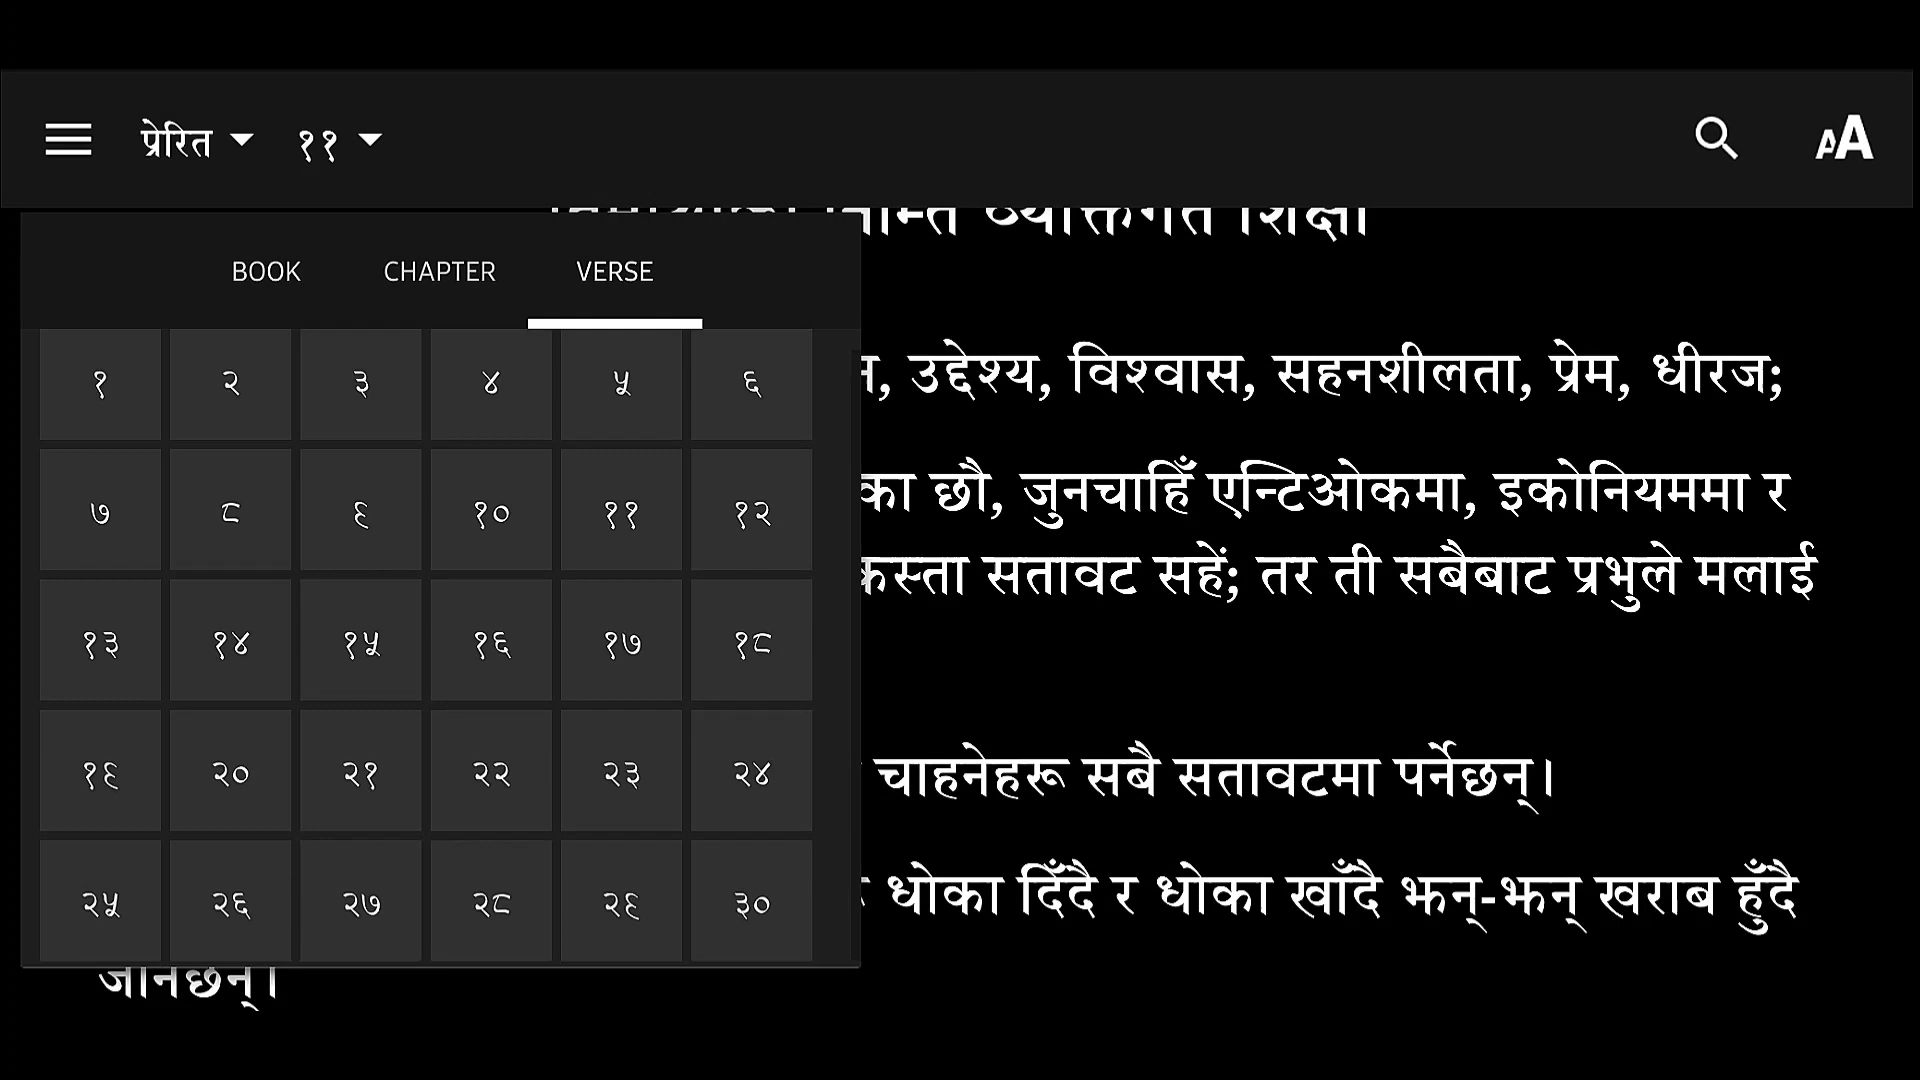 प्रेरित ११
व्यक्तिगत शिक्षा
BOOK CHAPTER VERSE
१ २ ३ ४ ५ ६
७ ८ ९ १० ११ १२
१३ १४ १५ १६ १७ १८
१९ २० २१ २२ २३ २४
२५ २६ २७ २८ २९ ३०
उद्देश्य, विश्वास, सहनशीलता, प्रेम, धीरज;
छौ, जुनचाहिँ एन्टिओकमा, इकोनियममा र
सतावट सहें; तर ती सबैबाट प्रभुले मलाई
चाहनेहरू सबै सतावटमा पर्नेछन्।
धोका दिँदै र धोका खाँदै झन्-झन् खराब हुँदै
जानेछन्।
AA